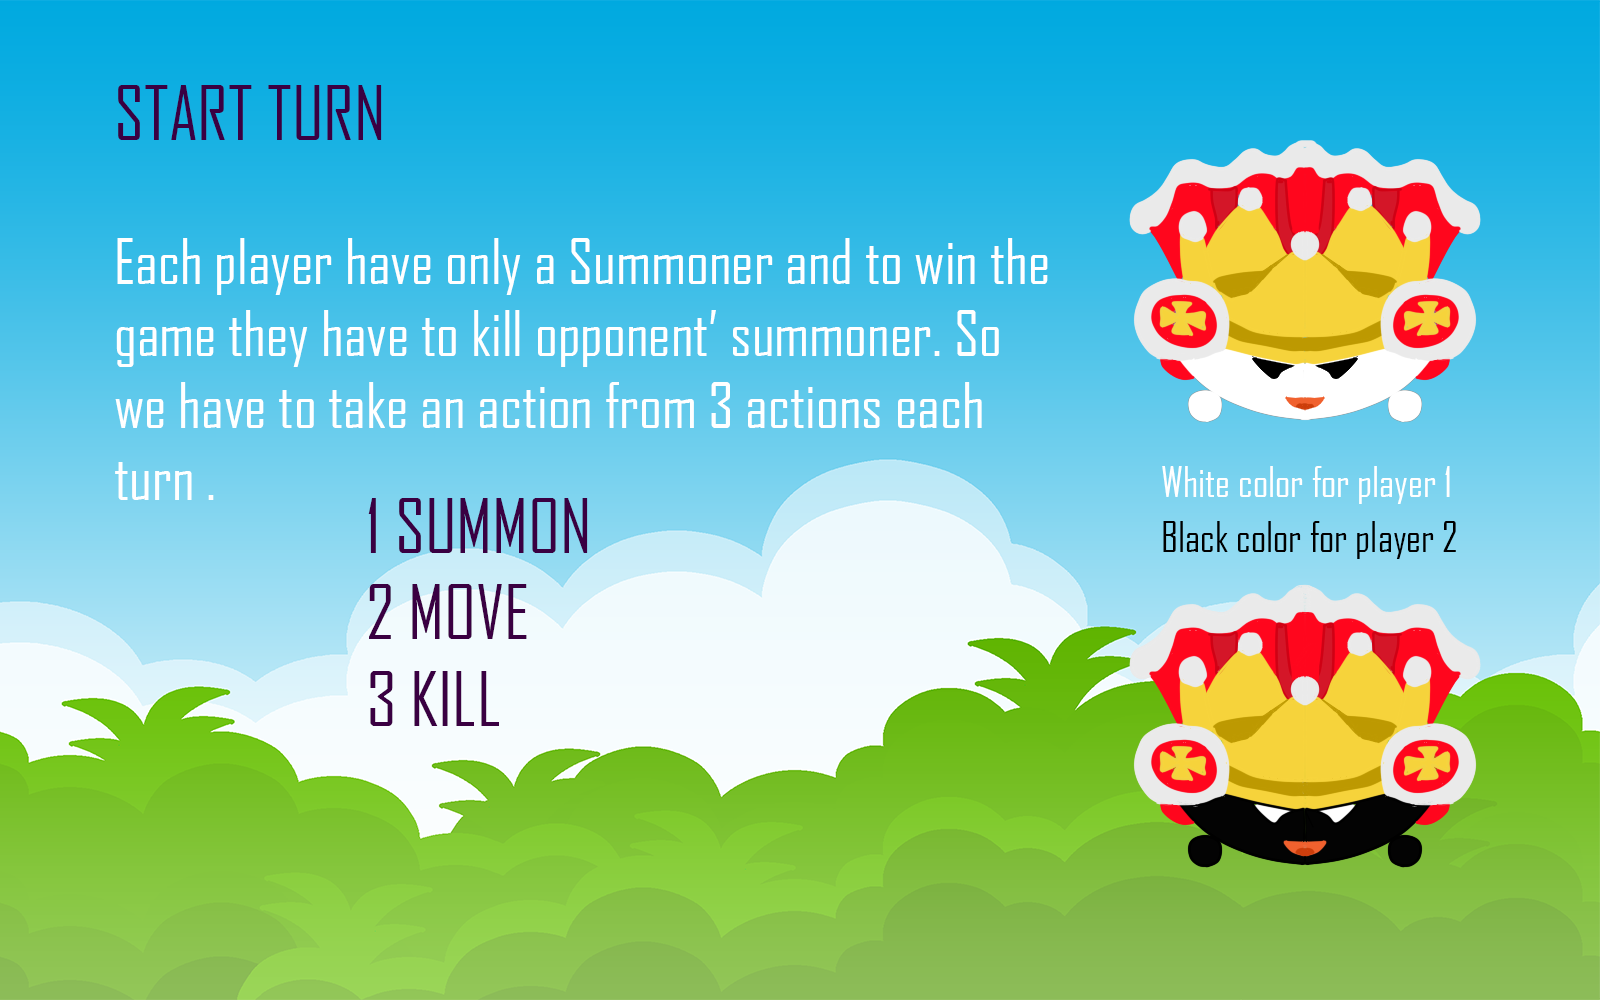 START TURN
Each player have only a Summoner and to win the
game they have to kill opponent’ summoner. So
we have to take an action from 3 actions each
turn .
1 SUMMON
2 MOVE
3 KILL
White color for player 1
Black color for player 2